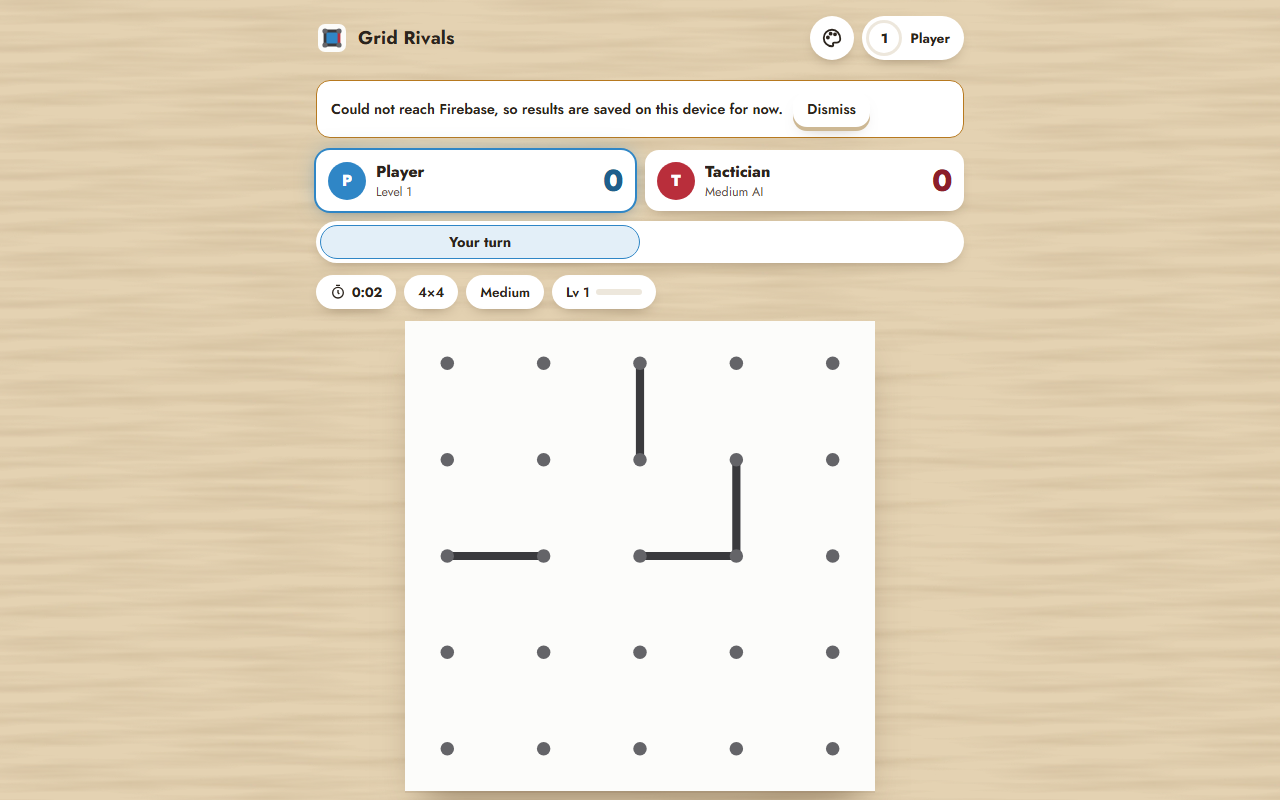 Grid Rivals
1 Player
Could not reach Firebase, so results are saved on this device for now. Dismiss
P Player 0
Level 1
T Tactician 0
Medium AI
Your turn
0:02 4×4 Medium Lv 1